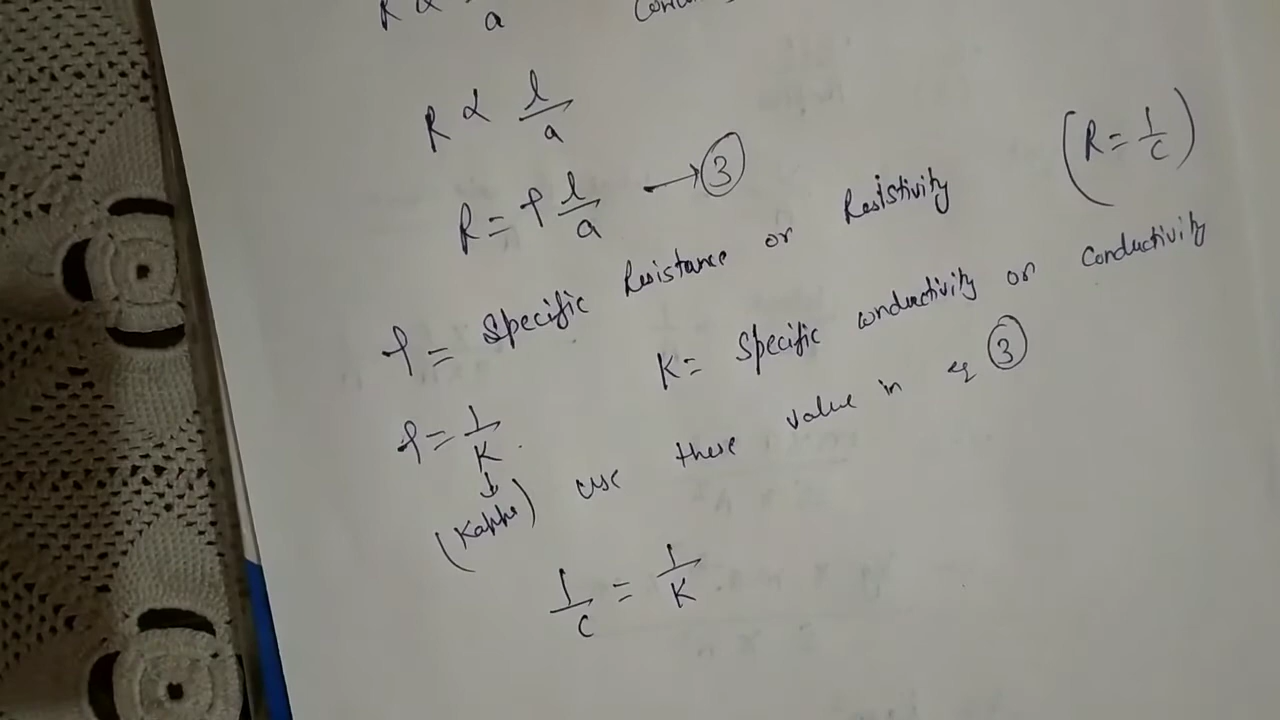 R ∝ l/a
R = ρ l/a → ③
(R = 1/C)
ρ = Specific Resistance or Resistivity
K = Specific conductivity or conductivity
ρ = 1/K
↓
(Kappa) use these value in eq ③
1/C = 1/K